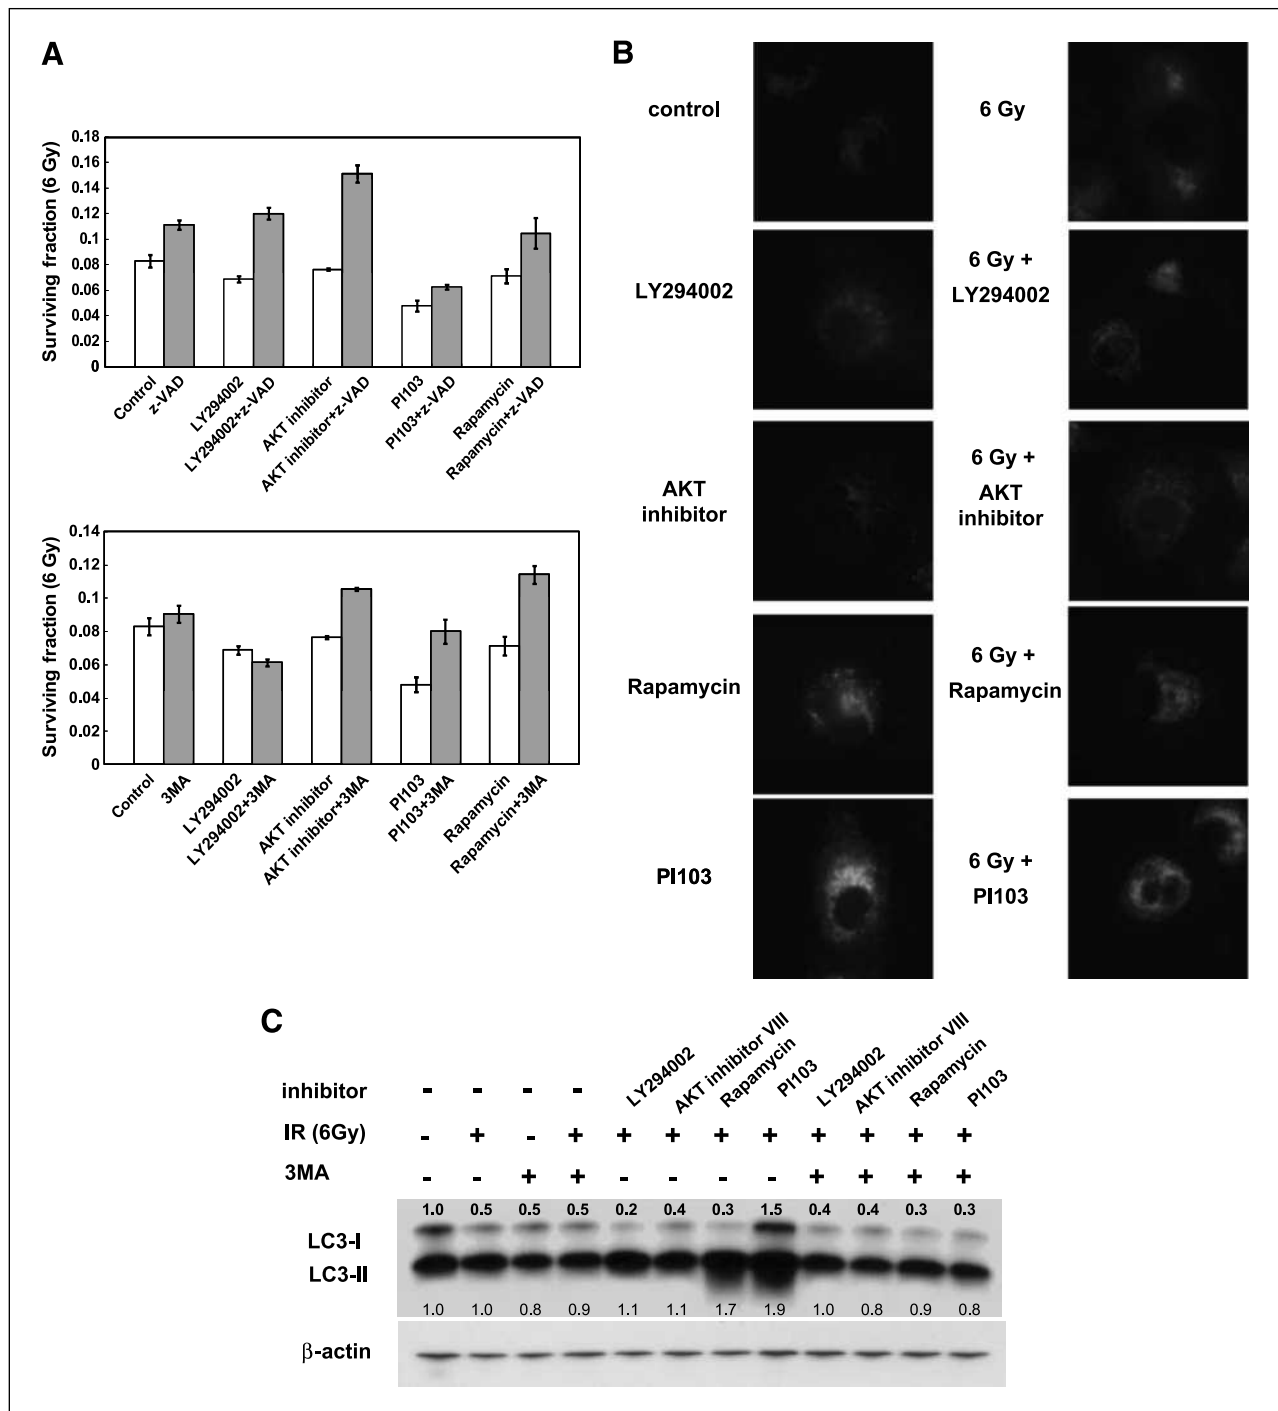 A
Surviving fraction (6 Gy)
0.18
0.16
0.14
0.12
0.1
0.08
0.06
0.04
0.02
0
Control
z-VAD
LY294002
LY294002+z-VAD
AKT inhibitor
AKT inhibitor+z-VAD
PI103
PI103+z-VAD
Rapamycin
Rapamycin+z-VAD
Surviving fraction (6 Gy)
0.14
0.12
0.1
0.08
0.06
0.04
0.02
0
Control
3MA
LY294002
LY294002+3MA
AKT inhibitor
AKT inhibitor+3MA
PI103
PI103+3MA
Rapamycin
Rapamycin+3MA
B
control
6 Gy
LY294002
6 Gy +
LY294002
AKT
inhibitor
6 Gy +
AKT
inhibitor
Rapamycin
6 Gy +
Rapamycin
PI103
6 Gy +
PI103
C
inhibitor - - - - LY294002 AKT inhibitor VIII Rapamycin PI103 LY294002 AKT inhibitor VIII Rapamycin PI103
IR (6Gy) - + - + + + + + + + + +
3MA - - + + - - - - + + + +
1.0 0.5 0.5 0.5 0.2 0.4 0.3 1.5 0.4 0.4 0.3 0.3
LC3-I
LC3-II
1.0 1.0 0.8 0.9 1.1 1.1 1.7 1.9 1.0 0.8 0.9 0.8
β-actin